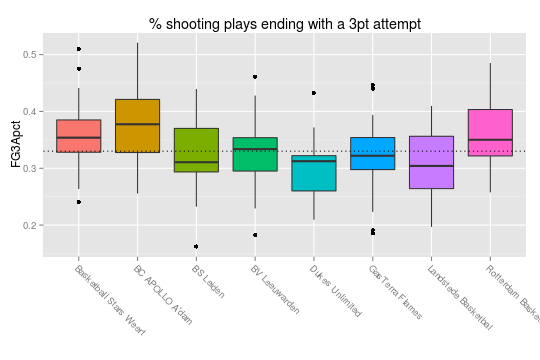 % shooting plays ending with a 3pt attempt
FG3Apct
0.5
0.4
0.3
0.2
Basketball Stars Weert
BC APOLLO A'dam
BS Leiden
BV Leeuwarden
Dukes Unlimited
GasTerra Flames
Landstede Basketbal
Rotterdam Baske